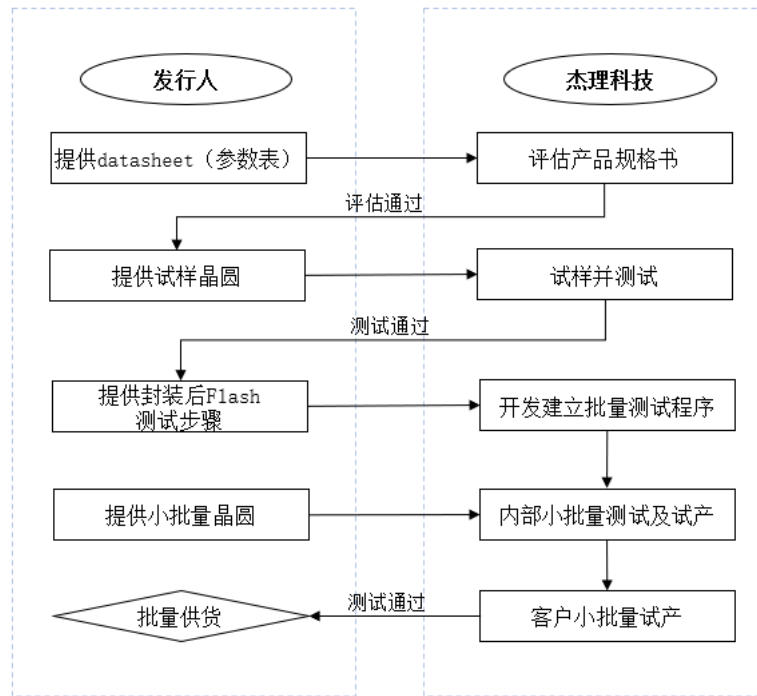 发行人
杰理科技
提供datasheet（参数表）
评估产品规格书
评估通过
提供试样晶圆
试样并测试
测试通过
提供封装后Flash
测试步骤
开发建立批量测试程序
提供小批量晶圆
内部小批量测试及试产
批量供货
测试通过
客户小批量试产